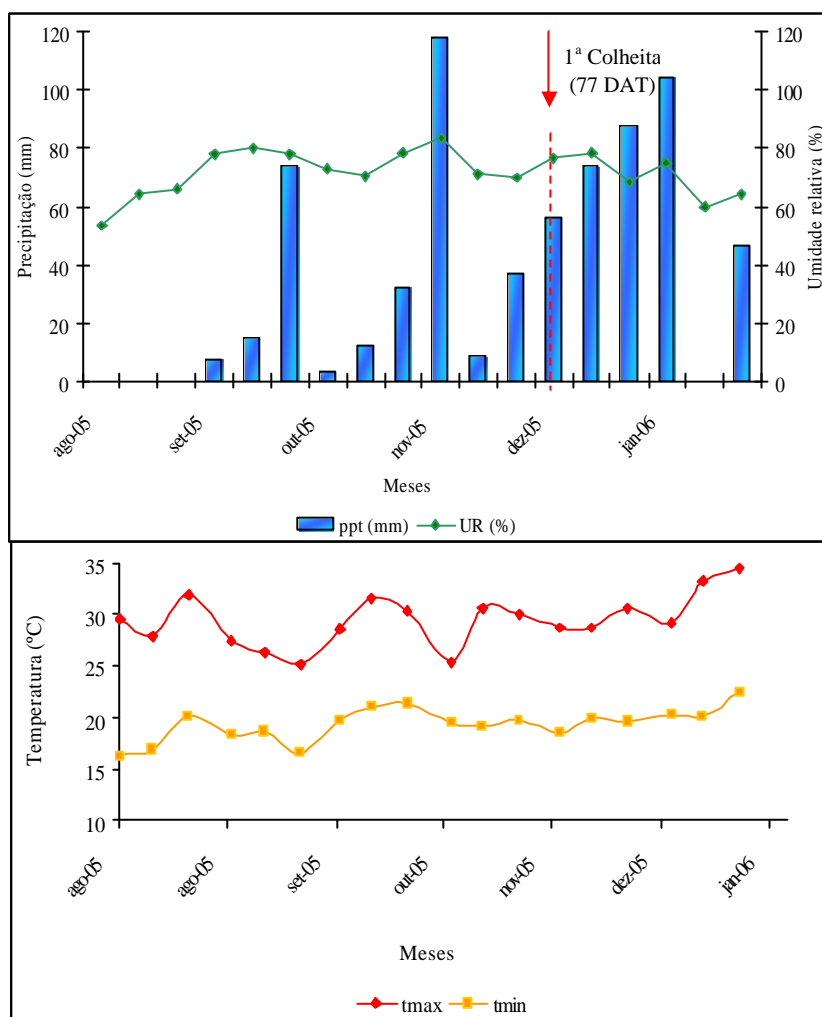 120
100
80
60
40
20
0
Precipitação (mm)
1ª Colheita
(77 DAT)
120
100
80
60
40
20
0
Umidade relativa (%)
ago-05
set-05
out-05
nov-05
dez-05
jan-06
Meses
ppt (mm) UR (%)
35
30
25
20
15
10
Temperatura (ºC)
ago-05
ago-05
set-05
out-05
nov-05
dez-05
jan-06
Meses
tmax tmin